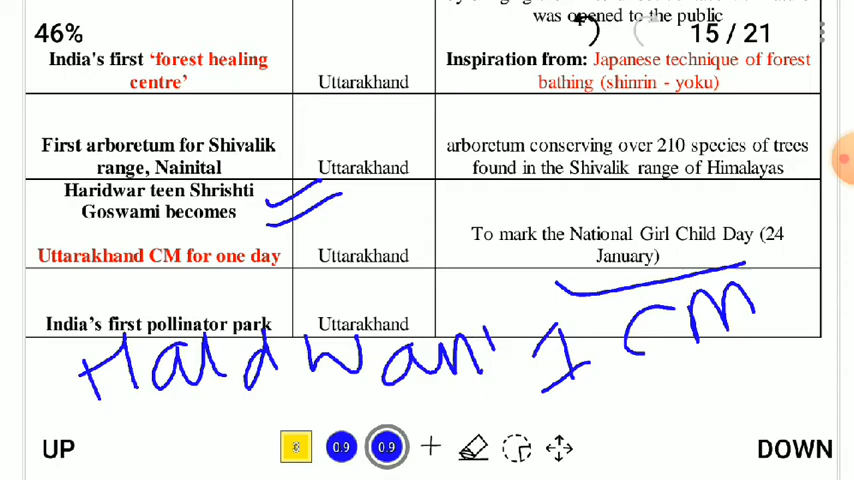 was opened to the public
46%
15 / 21
India's first ‘forest healing
centre’
Uttarakhand
Inspiration from: Japanese technique of forest
bathing (shinrin - yoku)
First arboretum for Shivalik
range, Nainital
Uttarakhand
arboretum conserving over 210 species of trees
found in the Shivalik range of Himalayas
Haridwar teen Shrishti
Goswami becomes
Uttarakhand CM for one day
Uttarakhand
To mark the National Girl Child Day (24
January)
India’s first pollinator park
Uttarakhand
Haldwani I CM
UP
3
0.9
0.9
DOWN